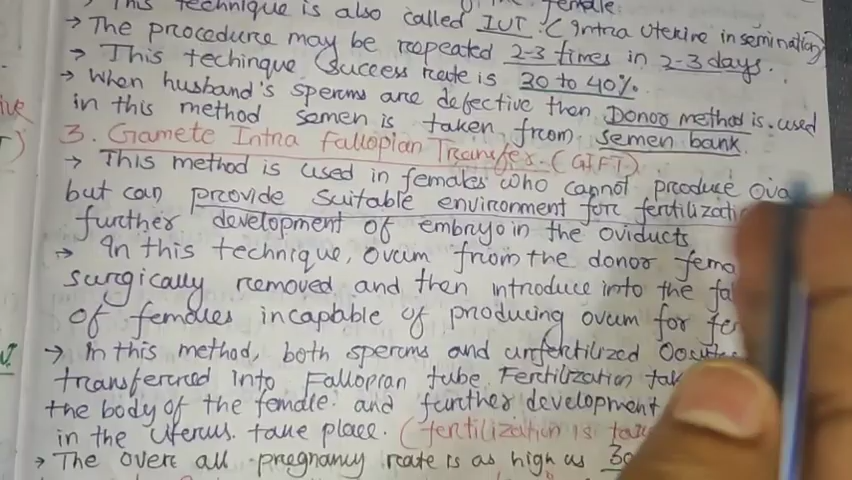 This technique is also called IUT. (Intra Uterine insemination)
→ The procedure may be repeated 2-3 times in 2-3 days.
→ This techinque success rate is 30 to 40%.
→ When husband's sperms are defective then Donor method is used
in this method semen is taken from semen bank.
3. Gamete Intra Fallopian Transfer. (GIFT)
→ This method is used in females who cannot produce ova
but can provide suitable environment for
further development of embryo in the oviducts
→ In this technique, ovum from the donor
surgically removed and then introduce into the
of females incapable of producing ovum for
→ In this method, both sperms and unfertilized
transferred into Fallopian tube. Fertilization
the body of the female and further development
in the Uterus. take place. (fertilization is
→ The over all pregnancy rate is as high as